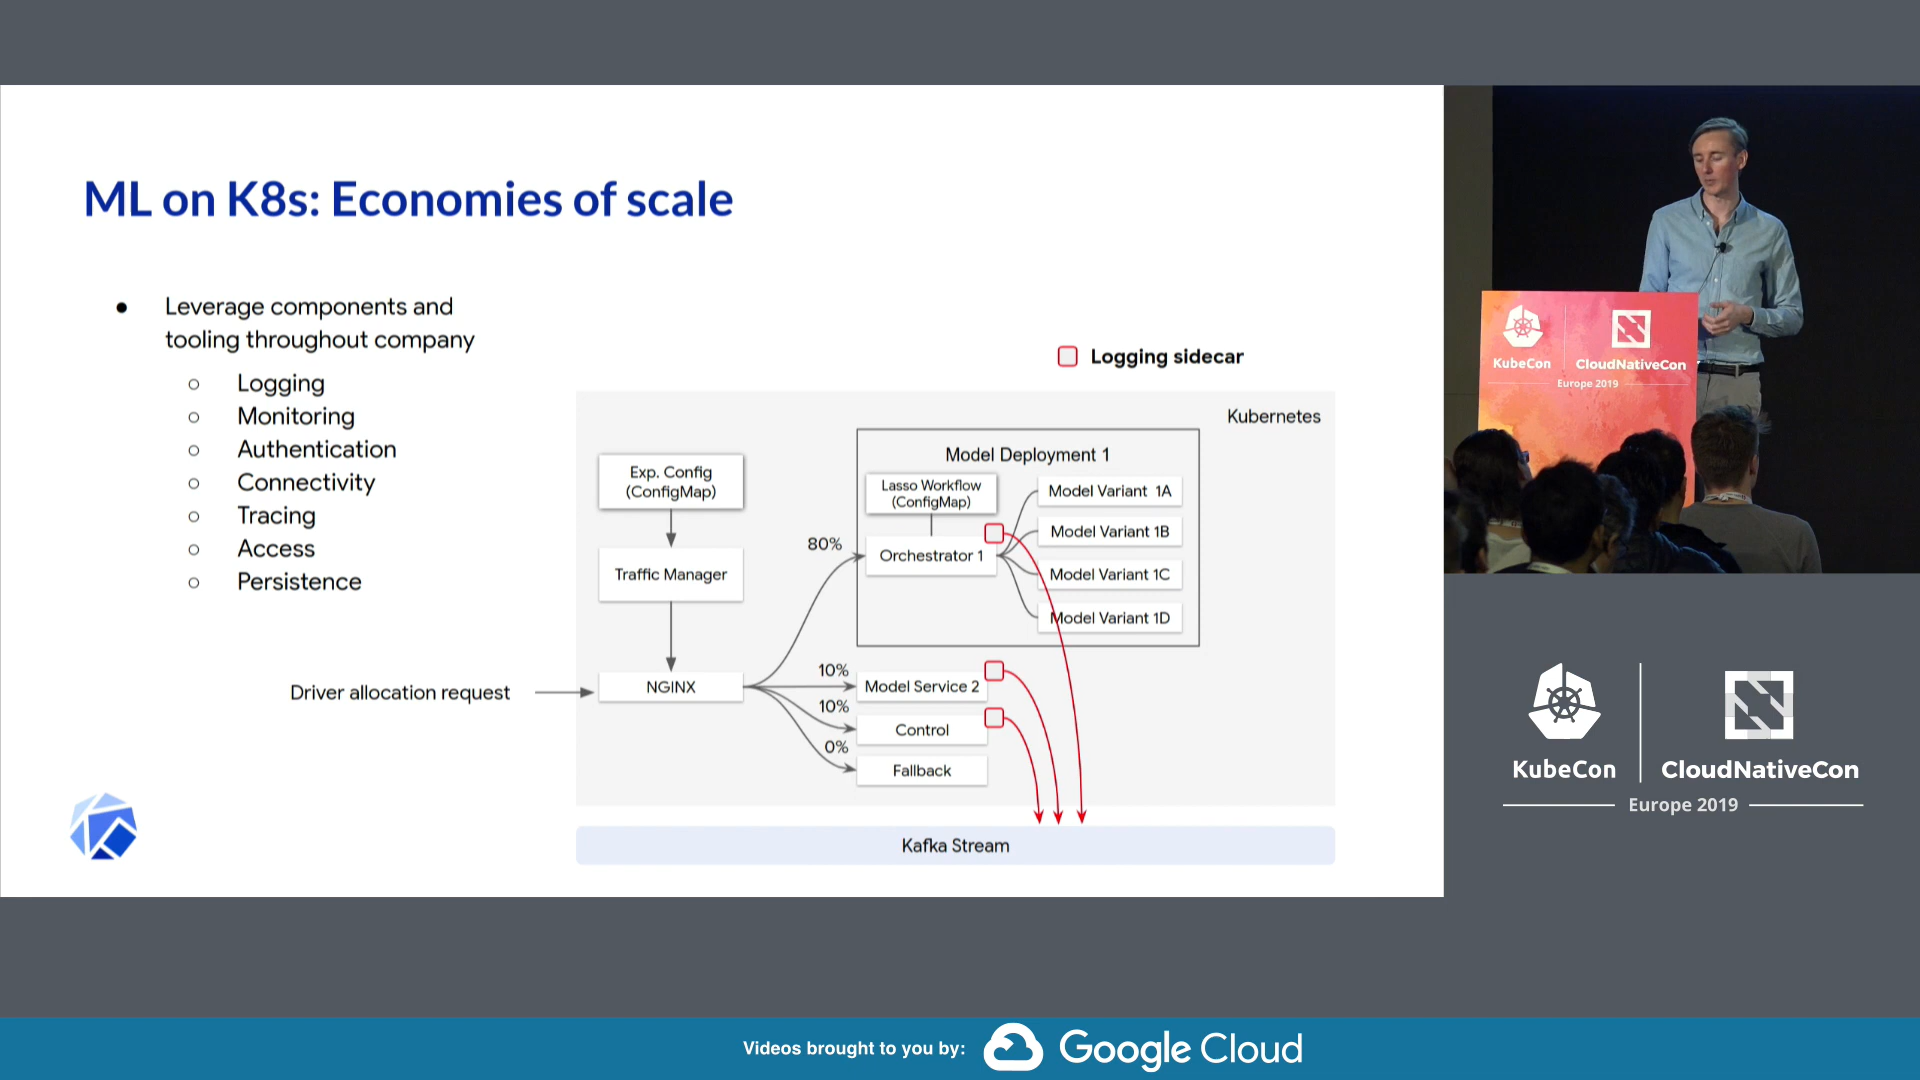 ML on K8s: Economies of scale
Leverage components and
tooling throughout company
Logging
Monitoring
Authentication
Connectivity
Tracing
Access
Persistence
Logging sidecar
Kubernetes
Exp. Config
(ConfigMap)
Traffic Manager
NGINX
Driver allocation request
80%
10%
10%
0%
Model Deployment 1
Lasso Workflow
(ConfigMap)
Orchestrator 1
Model Variant 1A
Model Variant 1B
Model Variant 1C
Model Variant 1D
Model Service 2
Control
Fallback
Kafka Stream
KubeCon
CloudNativeCon
Europe 2019
KubeCon
CloudNativeCon
Europe 2019
Videos brought to you by:
Google Cloud